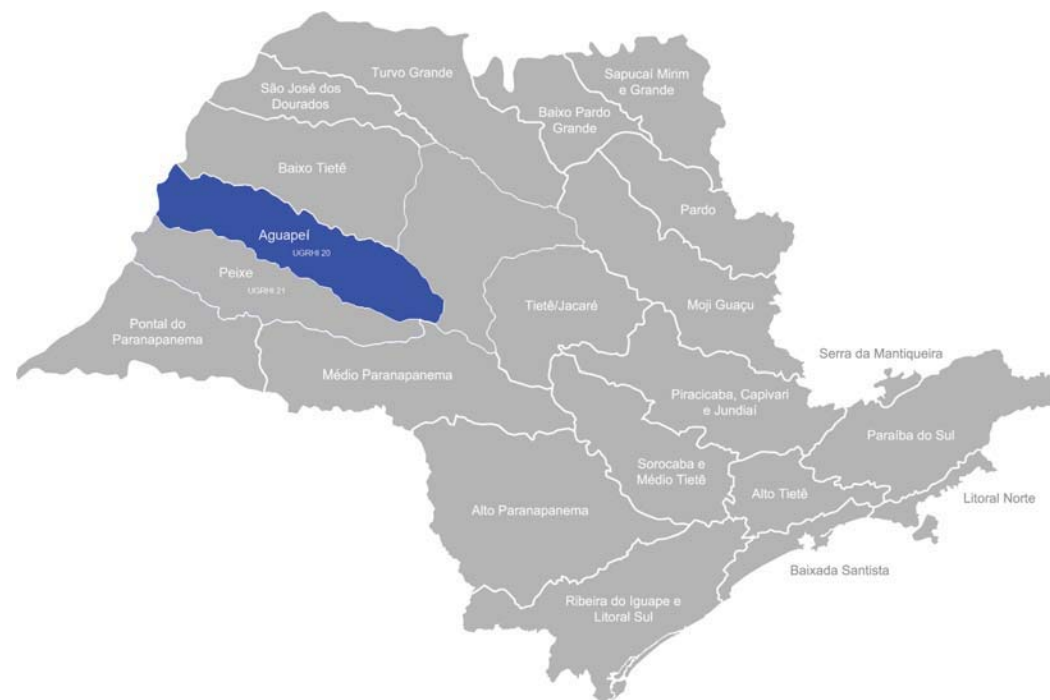 Turvo Grande
Sapucaí Mirim
e Grande
São José dos
Dourados
Baixo Pardo
Grande
Baixo Tietê
Pardo
Aguapeí
UGRHI 20
Peixe
UGRHI 21
Tietê/Jacaré
Moji Guaçu
Pontal do
Paranapanema
Serra da Mantiqueira
Médio Paranapanema
Piracicaba, Capivari
e Jundiaí
Paraíba do Sul
Sorocaba e
Médio Tietê
Alto Tietê
Litoral Norte
Alto Paranapanema
Baixada Santista
Ribeira do Iguape e
Litoral Sul